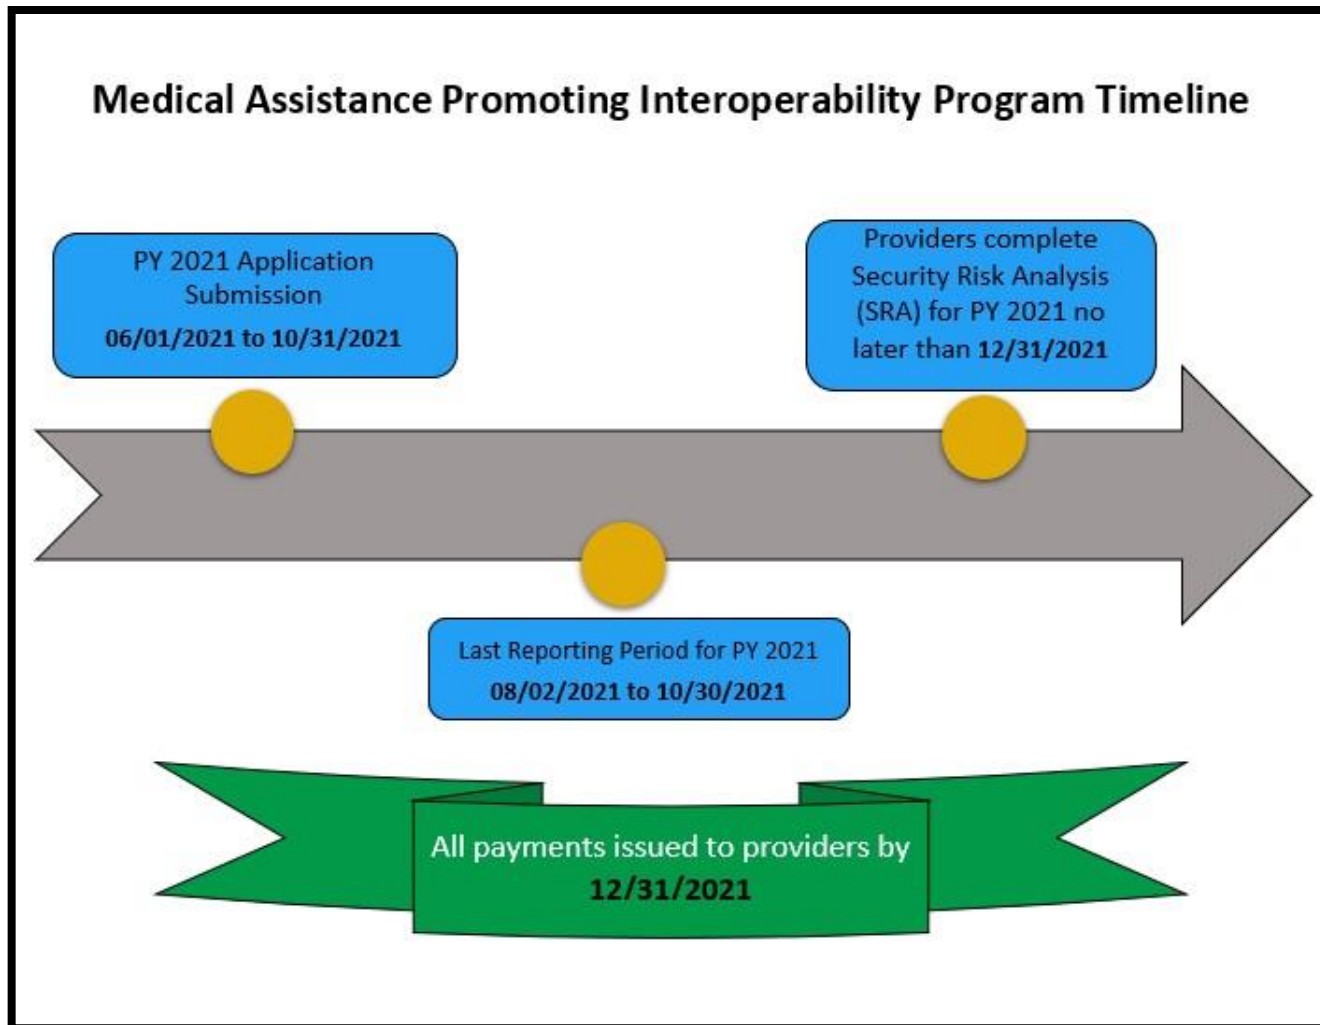 Medical Assistance Promoting Interoperability Program Timeline
PY 2021 Application
Submission
06/01/2021 to 10/31/2021
Providers complete
Security Risk Analysis
(SRA) for PY 2021 no
later than 12/31/2021
Last Reporting Period for PY 2021
08/02/2021 to 10/30/2021
All payments issued to providers by
12/31/2021